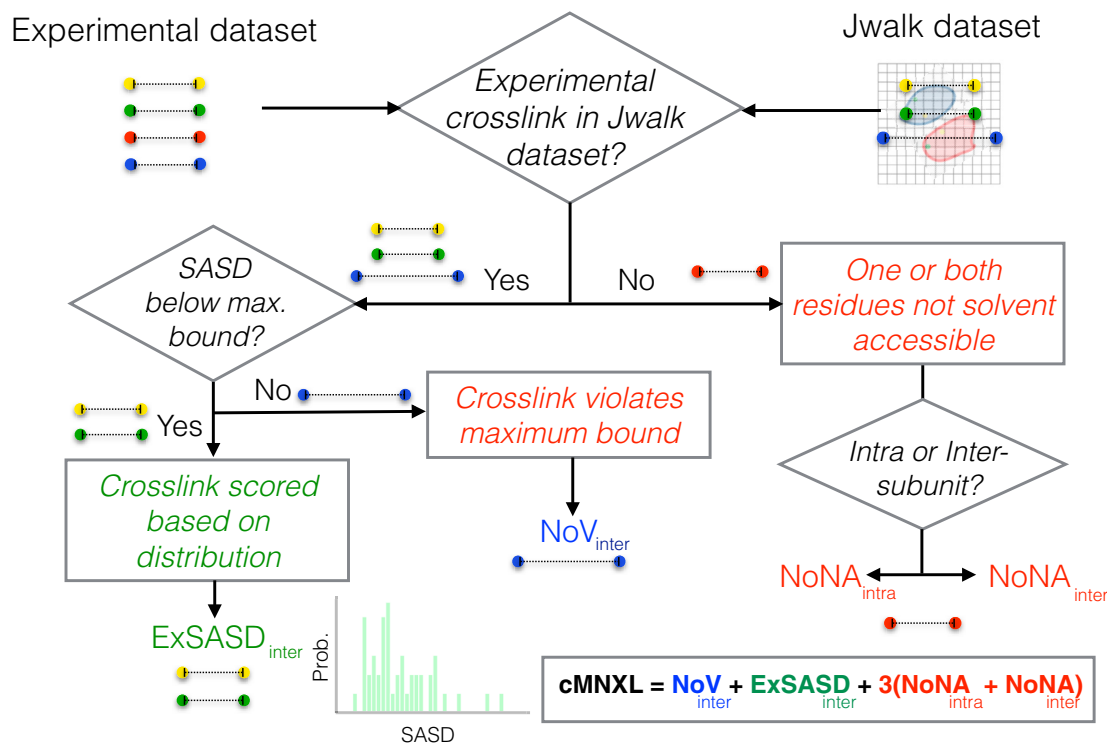 Experimental dataset
Jwalk dataset
Experimental
crosslink in Jwalk
dataset?
Yes
No
SASD
below max.
bound?
One or both
residues not solvent
accessible
No
Yes
Crosslink violates
maximum bound
Crosslink scored
based on
distribution
Intra or Inter-
subunit?
NoV inter
NoNA intra
NoNA inter
ExSASD inter
Prob.
SASD
cMNXL = NoV inter + ExSASD inter + 3(NoNA intra + NoNA inter)